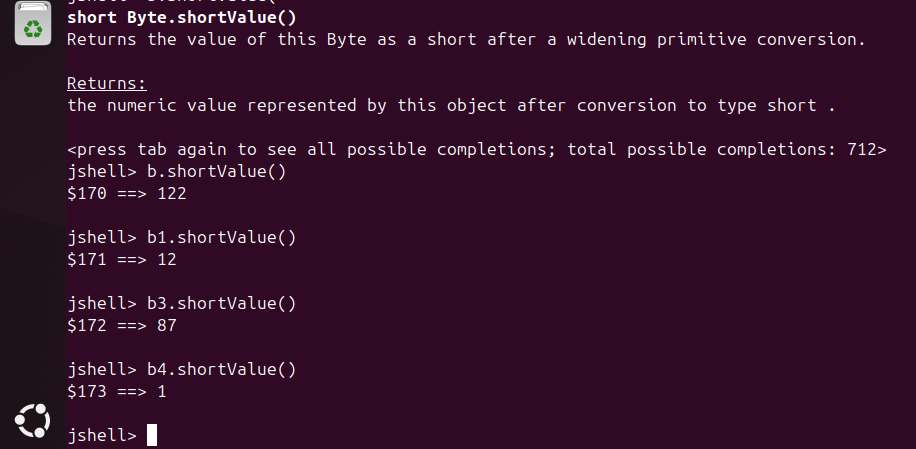 short Byte.shortValue()
Returns the value of this Byte as a short after a widening primitive conversion.
Returns:
the numeric value represented by this object after conversion to type short .
<press tab again to see all possible completions; total possible completions: 712>
jshell> b.shortValue()
$170 ==> 122
jshell> b1.shortValue()
$171 ==> 12
jshell> b3.shortValue()
$172 ==> 87
jshell> b4.shortValue()
$173 ==> 1
jshell>